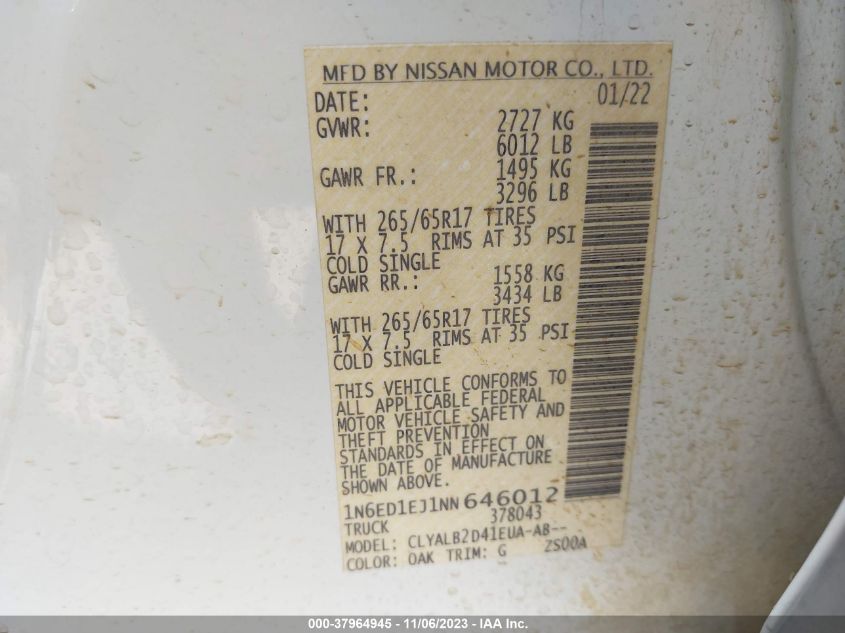 MFD BY NISSAN MOTOR CO., LTD.
DATE: 01/22
GVWR: 2727 KG
6012 LB
GAWR FR.: 1495 KG
3296 LB
WITH 265/65R17 TIRES
17 X 7.5 RIMS AT 35 PSI
COLD SINGLE
GAWR RR.: 1558 KG
3434 LB
WITH 265/65R17 TIRES
17 X 7.5 RIMS AT 35 PSI
COLD SINGLE
THIS VEHICLE CONFORMS TO
ALL APPLICABLE FEDERAL
MOTOR VEHICLE SAFETY AND
THEFT PREVENTION
STANDARDS IN EFFECT ON
THE DATE OF MANUFACTURE
SHOWN ABOVE.
1N6ED1EJ1NN646012
TRUCK 378043
MODEL: CLYALB2D41EUA-AB--
COLOR: QAK TRIM: G ZS00A
000-37964945 - 11/06/2023 - IAA Inc.